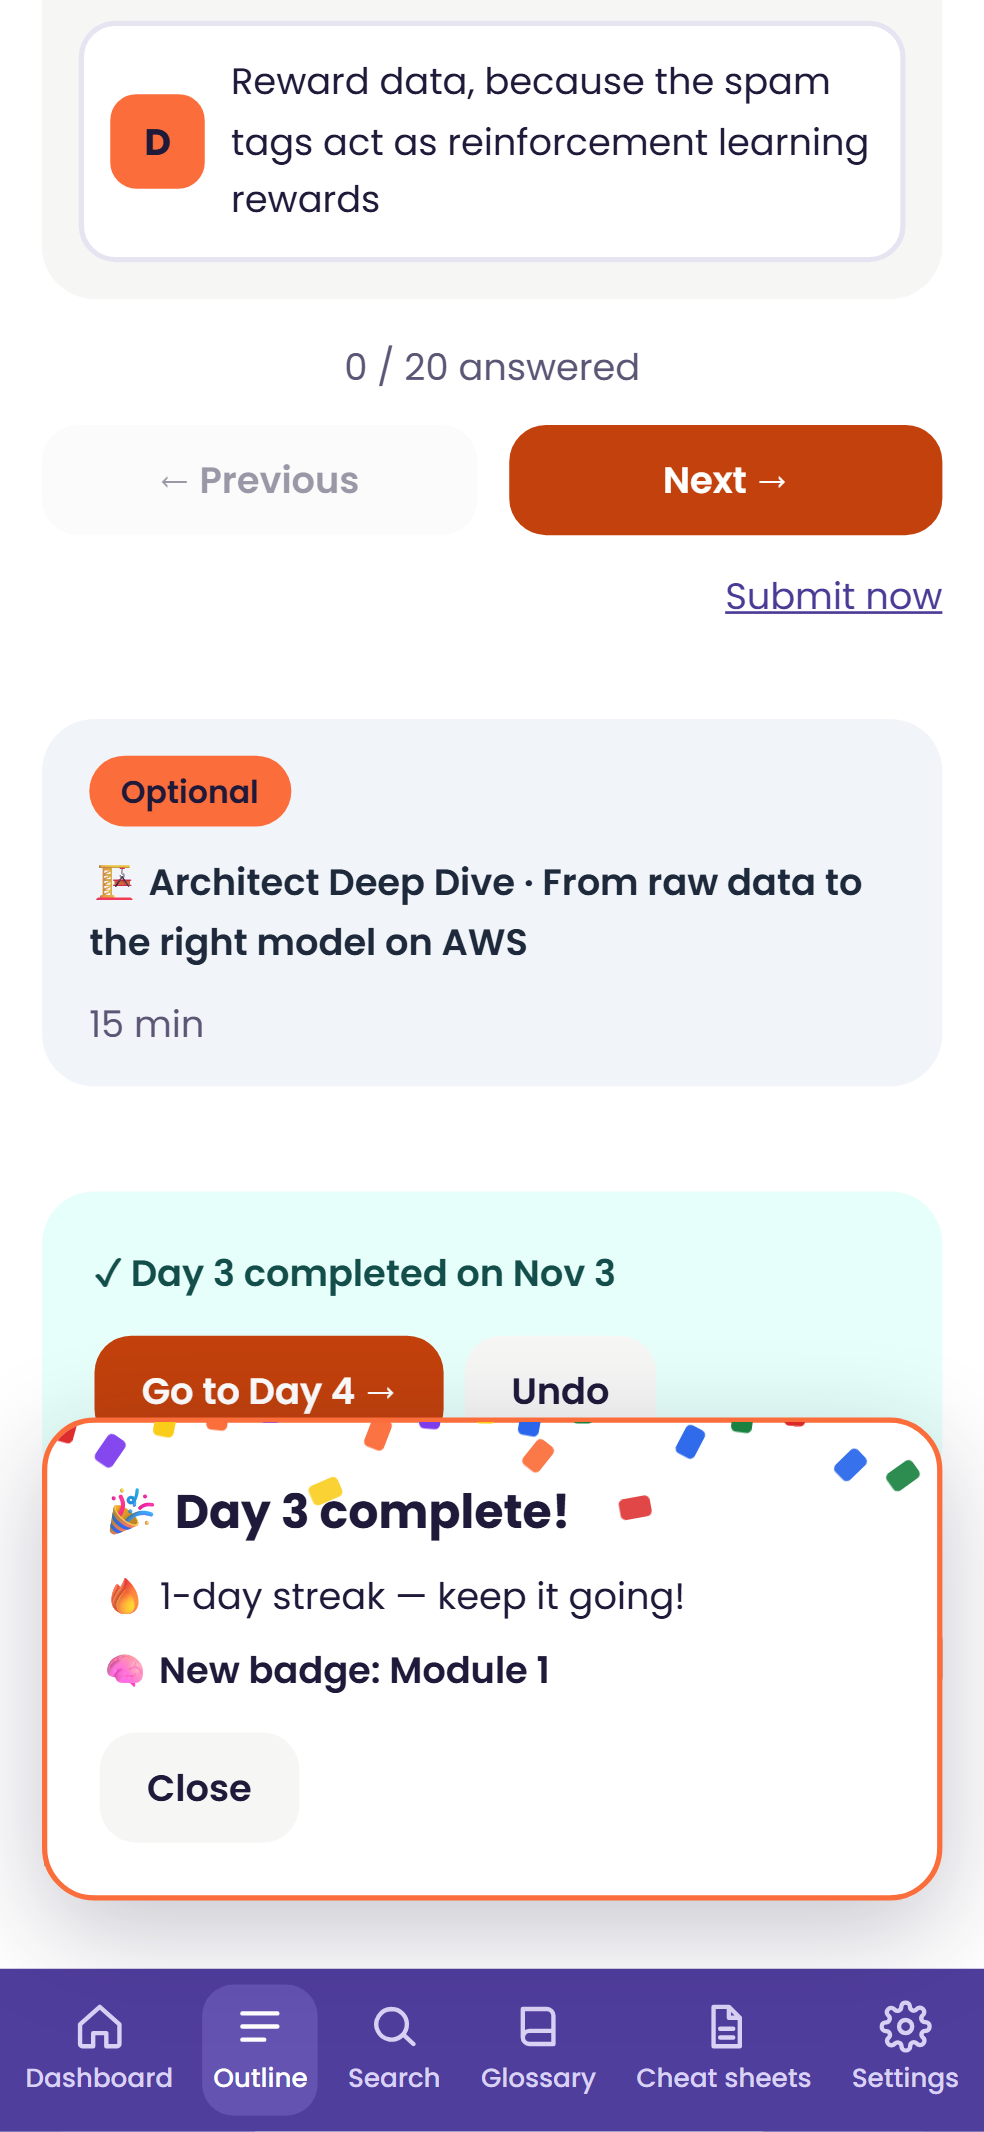 D
Reward data, because the spam
tags act as reinforcement learning
rewards
0 / 20 answered
← Previous
Next →
Submit now
Optional
🏗️ Architect Deep Dive · From raw data to
the right model on AWS
15 min
✓ Day 3 completed on Nov 3
Go to Day 4 →
Undo
🎉 Day 3 complete!
🔥 1-day streak — keep it going!
🧠 New badge: Module 1
Close
Dashboard
Outline
Search
Glossary
Cheat sheets
Settings